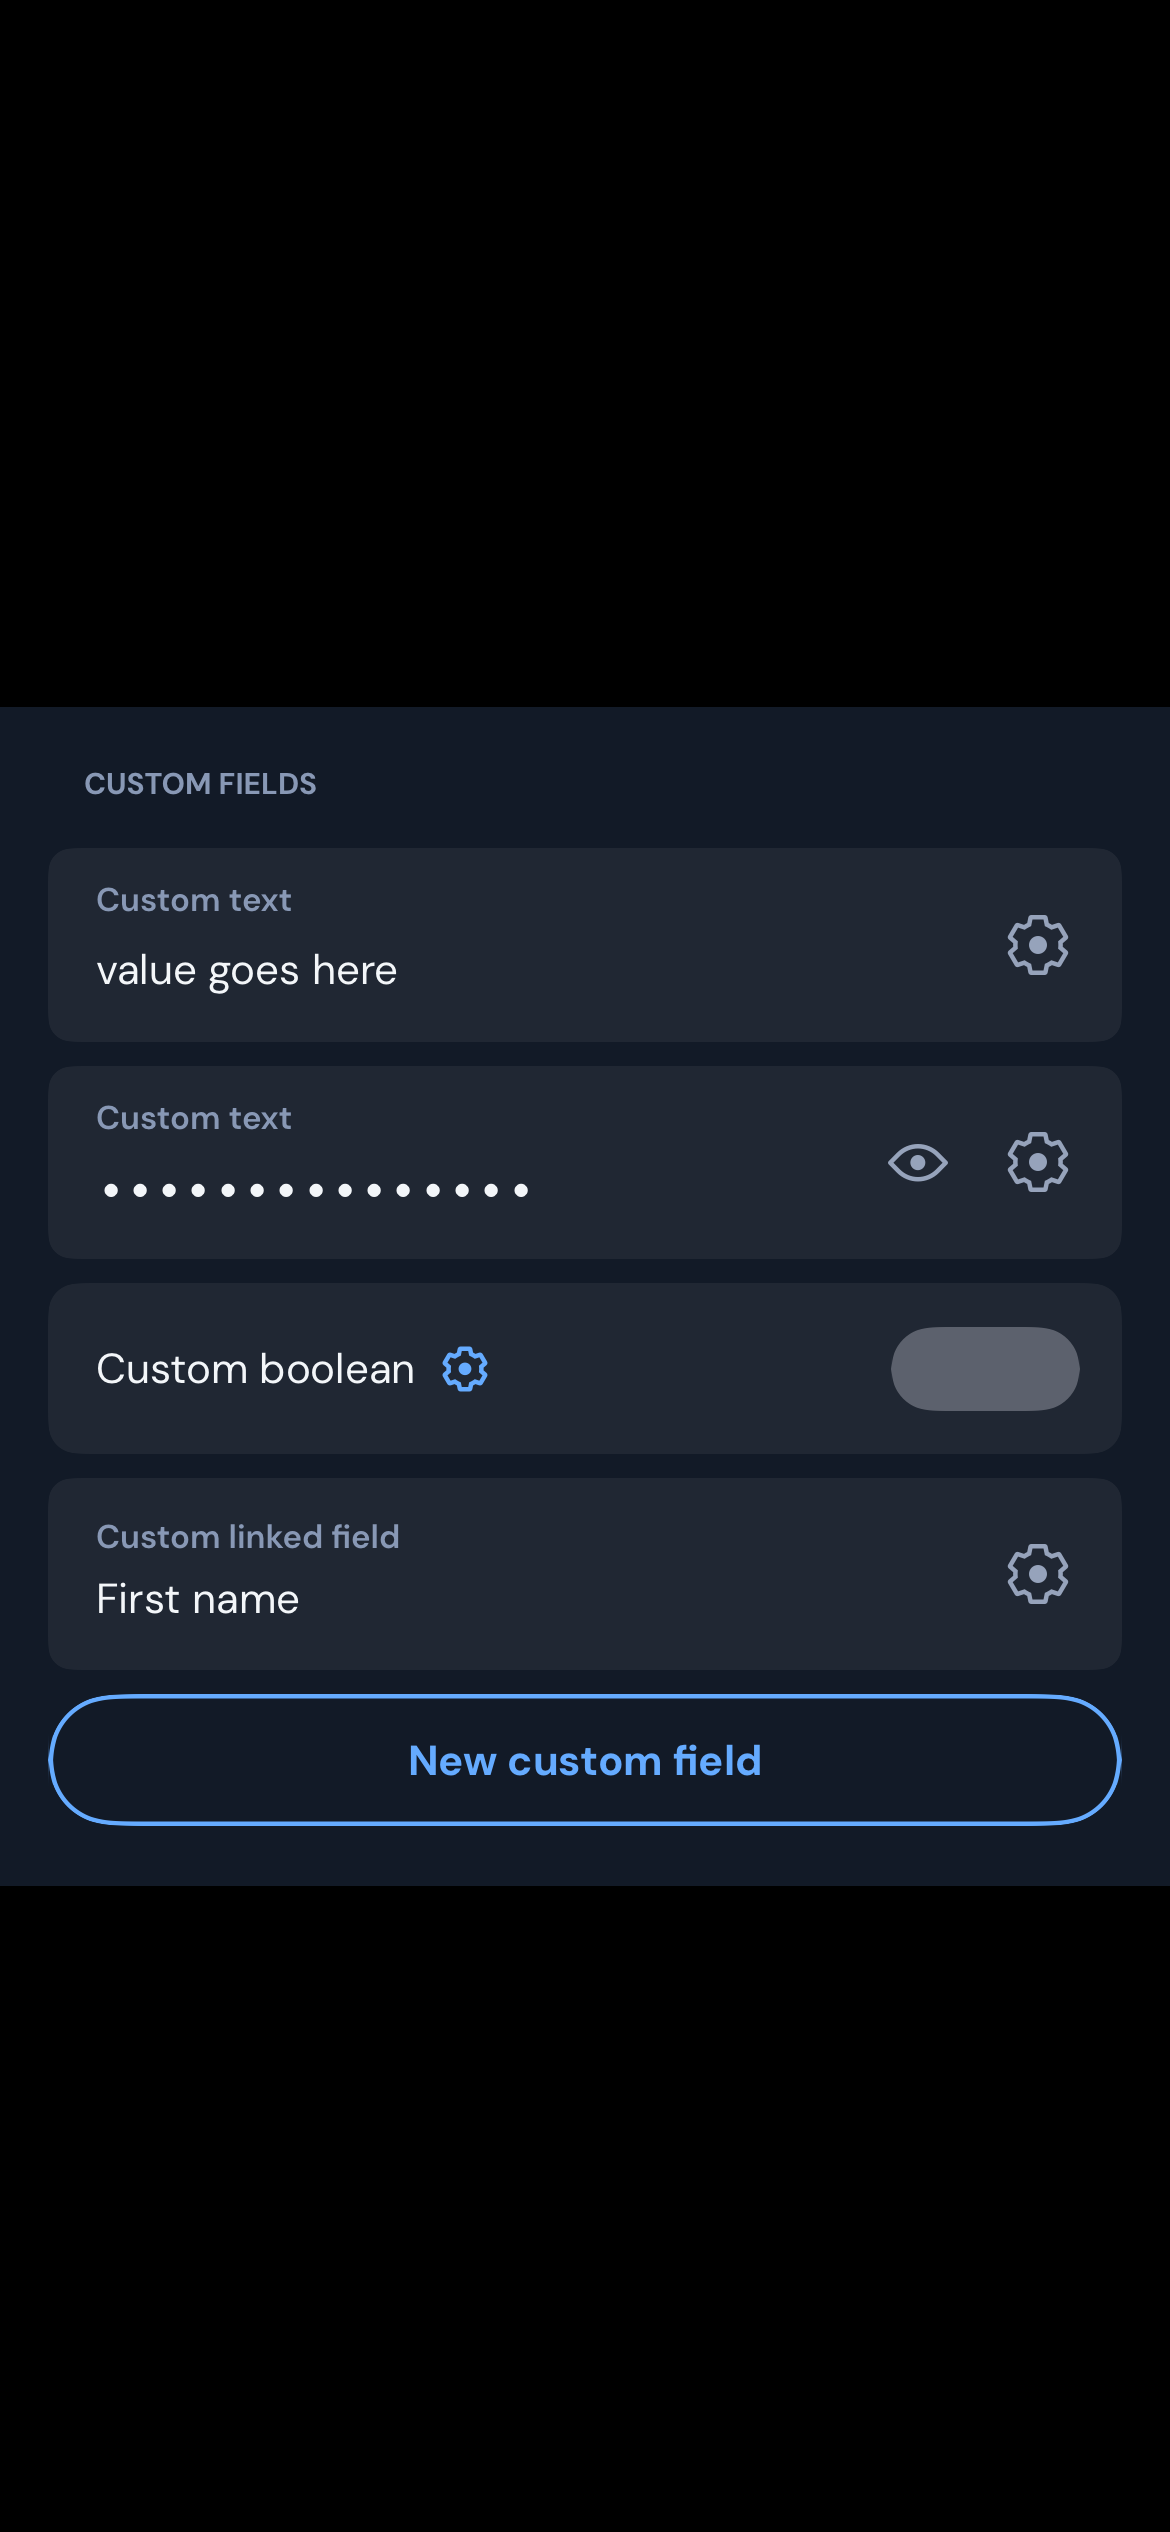 CUSTOM FIELDS
Custom text
value goes here
Custom text
•••••••••••••••
Custom boolean
Custom linked field
First name
New custom field